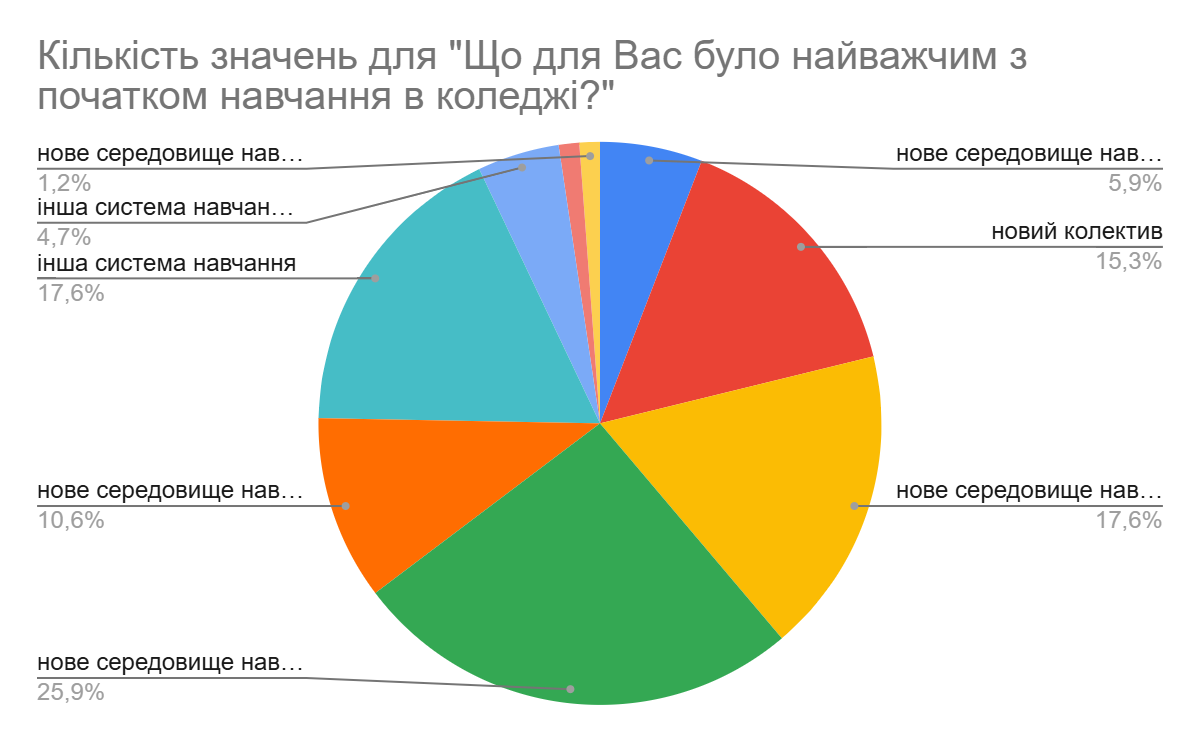 Кількість значень для "Що для Вас було найважчим з
початком навчання в коледжі?"
нове середовище нав…
1,2%
інша система навчан…
4,7%
інша система навчання
17,6%
нове середовище нав…
10,6%
нове середовище нав…
25,9%
нове середовище нав…
5,9%
новий колектив
15,3%
нове середовище нав…
17,6%